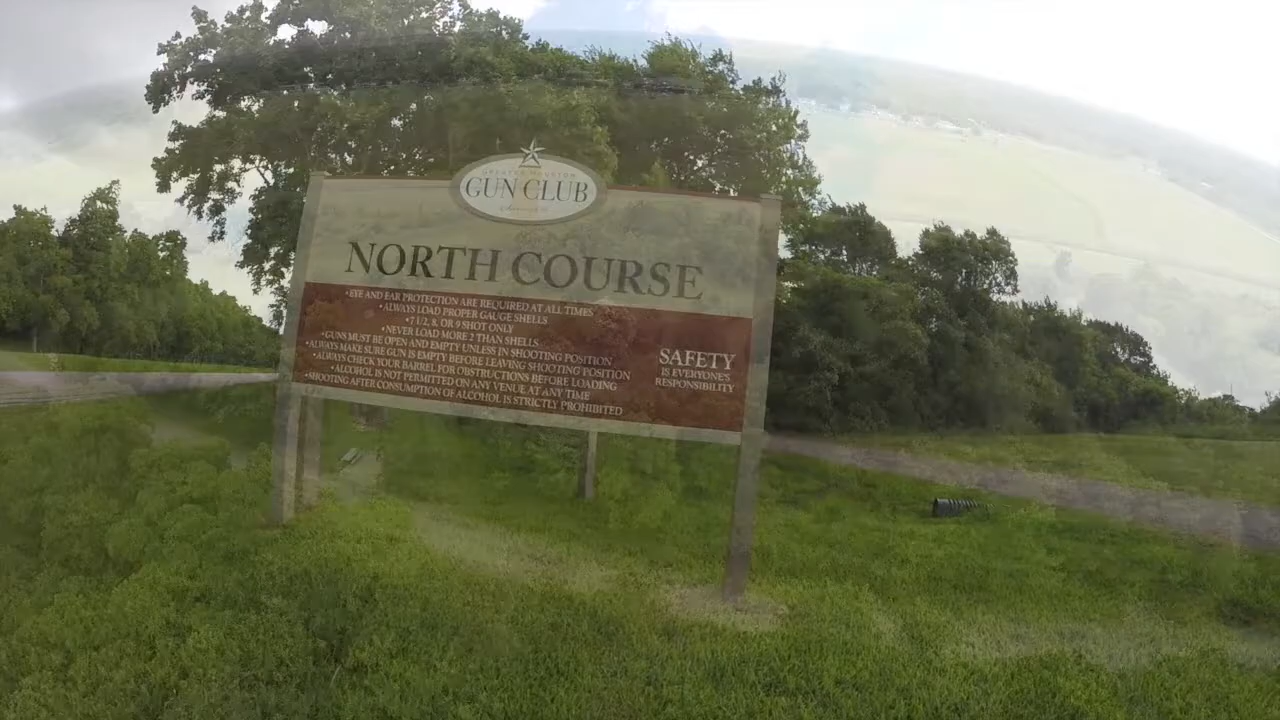 GREATER HOUSTON
GUN CLUB
NORTH COURSE
•EYE AND EAR PROTECTION ARE REQUIRED AT ALL TIMES
•ALWAYS LOAD PROPER GAUGE SHELLS
•7 1/2, 8, OR 9 SHOT ONLY
•NEVER LOAD MORE 2 THAN SHELLS
•GUNS MUST BE OPEN AND EMPTY UNLESS IN SHOOTING POSITION
•ALWAYS MAKE SURE GUN IS EMPTY BEFORE LEAVING SHOOTING POSITION
•ALWAYS CHECK YOUR BARREL FOR OBSTRUCTIONS BEFORE LOADING
•ALCOHOL IS NOT PERMITTED ON ANY VENUE AT ANY TIME
•SHOOTING AFTER CONSUMPTION OF ALCOHOL IS STRICTLY PROHIBITED
SAFETY
IS EVERYONE'S
RESPONSIBILITY